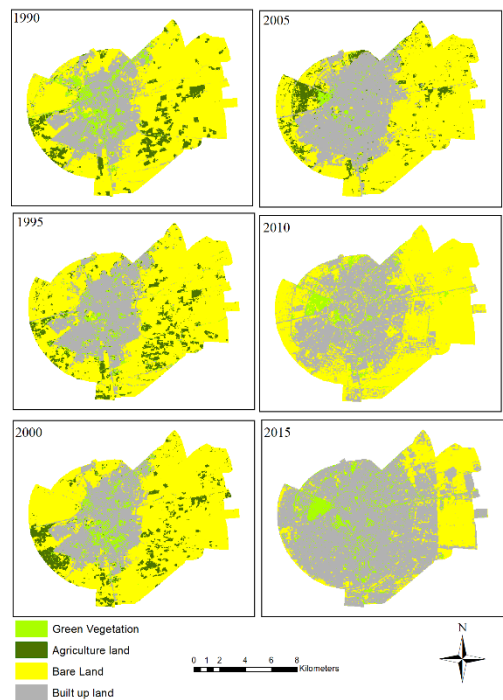 1990
2005
1995
2010
2000
2015
Green Vegetation
Agriculture land
Bare Land
Built up land
0 1 2 4 6 8
Kilometers
N